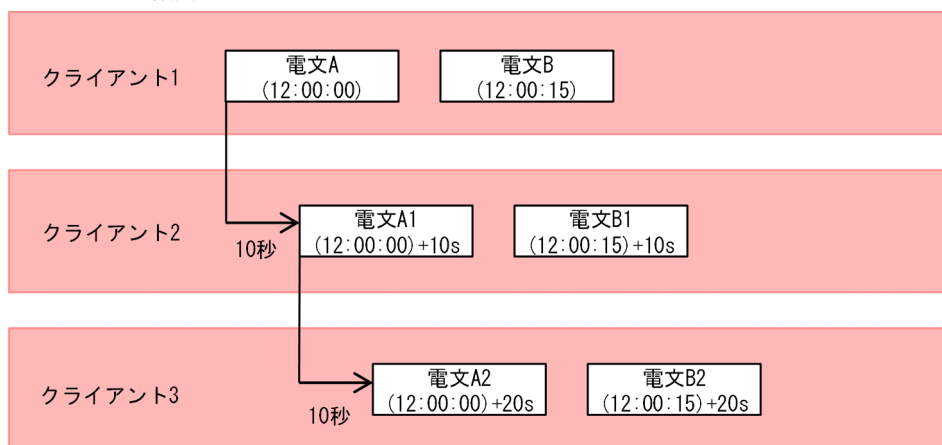 クライアント1
電文A
(12:00:00)
電文B
(12:00:15)
クライアント2
10秒
電文A1
(12:00:00)+10s
電文B1
(12:00:15)+10s
クライアント3
10秒
電文A2
(12:00:00)+20s
電文B2
(12:00:15)+20s